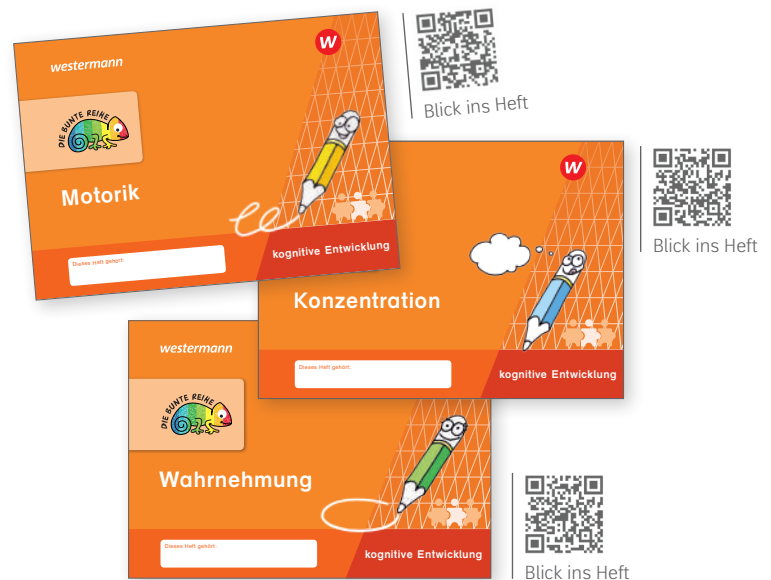 westermann
W
DIE BUNTE REIHE
Motorik
Dieses Heft gehört:
kognitive Entwicklung
Blick ins Heft
W
Konzentration
Dieses Heft gehört:
kognitive Entwicklung
Blick ins Heft
westermann
DIE BUNTE REIHE
Wahrnehmung
Dieses Heft gehört:
kognitive Entwicklung
Blick ins Heft